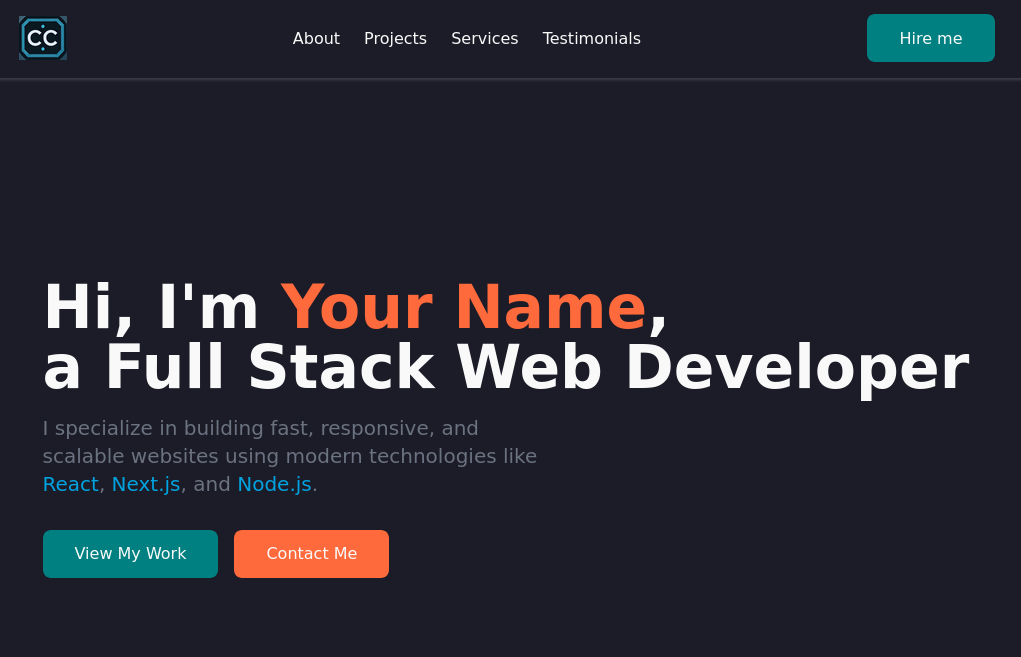 CC
About Projects Services Testimonials Hire me
Hi, I'm Your Name,
a Full Stack Web Developer
I specialize in building fast, responsive, and
scalable websites using modern technologies like
React, Next.js, and Node.js.
View My Work Contact Me